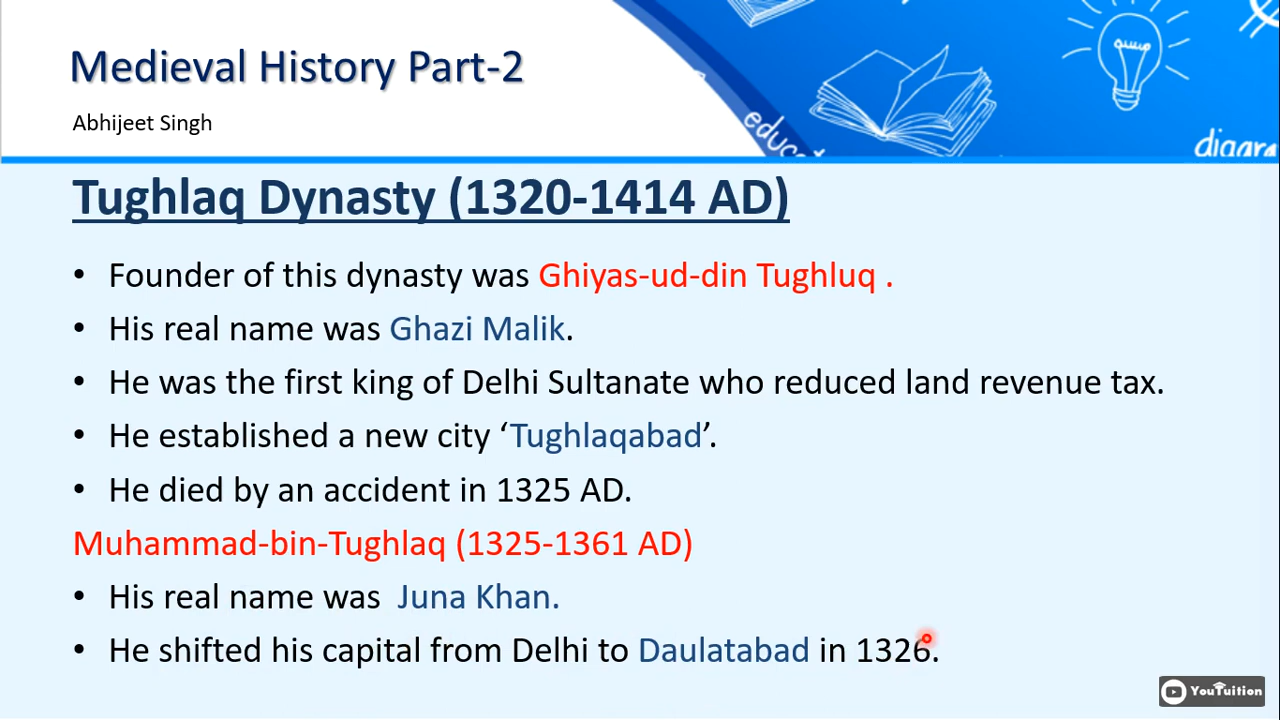 Medieval History Part-2
Abhijeet Singh
educat
diagra
Tughlaq Dynasty (1320-1414 AD)
• Founder of this dynasty was Ghiyas-ud-din Tughluq .
• His real name was Ghazi Malik.
• He was the first king of Delhi Sultanate who reduced land revenue tax.
• He established a new city ‘Tughlaqabad’.
• He died by an accident in 1325 AD.
Muhammad-bin-Tughlaq (1325-1361 AD)
• His real name was Juna Khan.
• He shifted his capital from Delhi to Daulatabad in 1326.
YouTuition